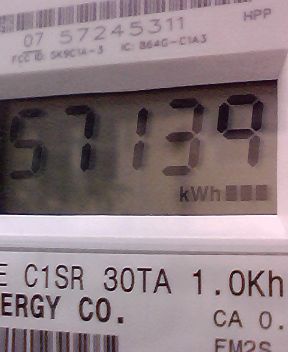 HPP
07 57245311
FCC ID: SK9C1A-3 IC: 864G-C1A3
57139
kWh
E C1SR 30TA 1.0Kh
ERGY CO.
CA 0.
FM2S